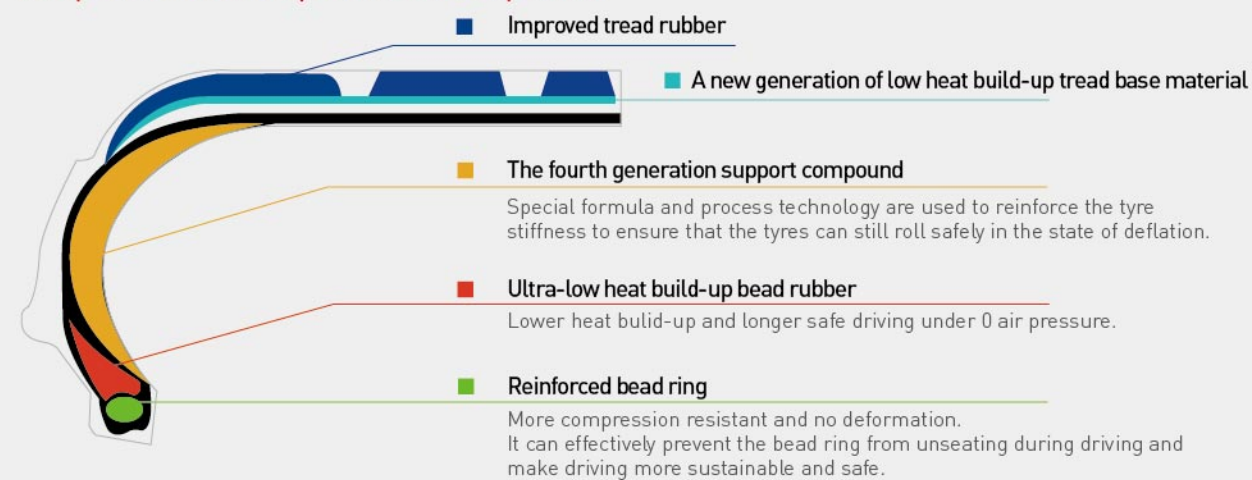 Improved tread rubber
A new generation of low heat build-up tread base material
The fourth generation support compound
Special formula and process technology are used to reinforce the tyre
stiffness to ensure that the tyres can still roll safely in the state of deflation.
Ultra-low heat build-up bead rubber
Lower heat bulid-up and longer safe driving under 0 air pressure.
Reinforced bead ring
More compression resistant and no deformation.
It can effectively prevent the bead ring from unseating during driving and
make driving more sustainable and safe.